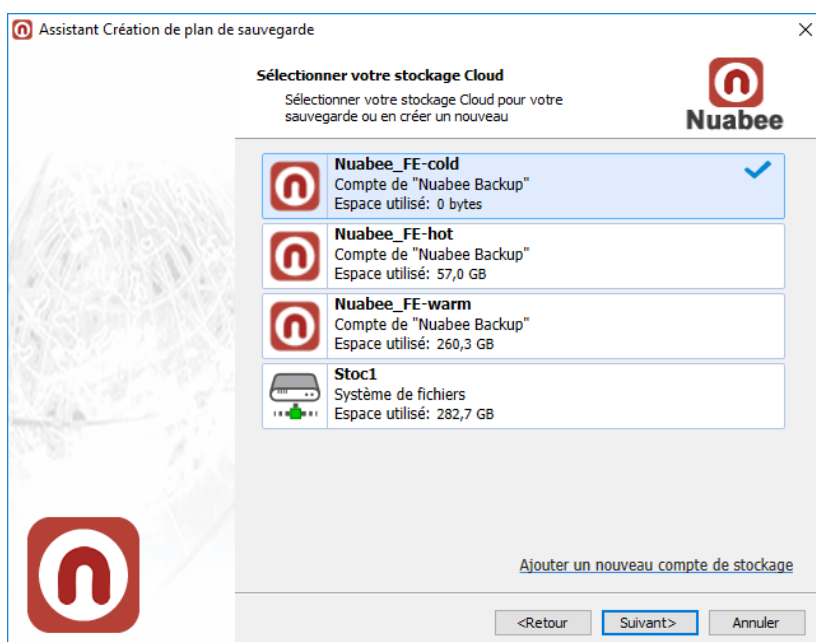 Assistant Création de plan de sauvegarde
Sélectionner votre stockage Cloud
Sélectionner votre stockage Cloud pour votre
sauvegarde ou en créer un nouveau
Nuabee
Nuabee_FE-cold
Compte de "Nuabee Backup"
Espace utilisé: 0 bytes
Nuabee_FE-hot
Compte de "Nuabee Backup"
Espace utilisé: 57,0 GB
Nuabee_FE-warm
Compte de "Nuabee Backup"
Espace utilisé: 260,3 GB
Stoc1
Système de fichiers
Espace utilisé: 282,7 GB
Ajouter un nouveau compte de stockage
<Retour
Suivant>
Annuler